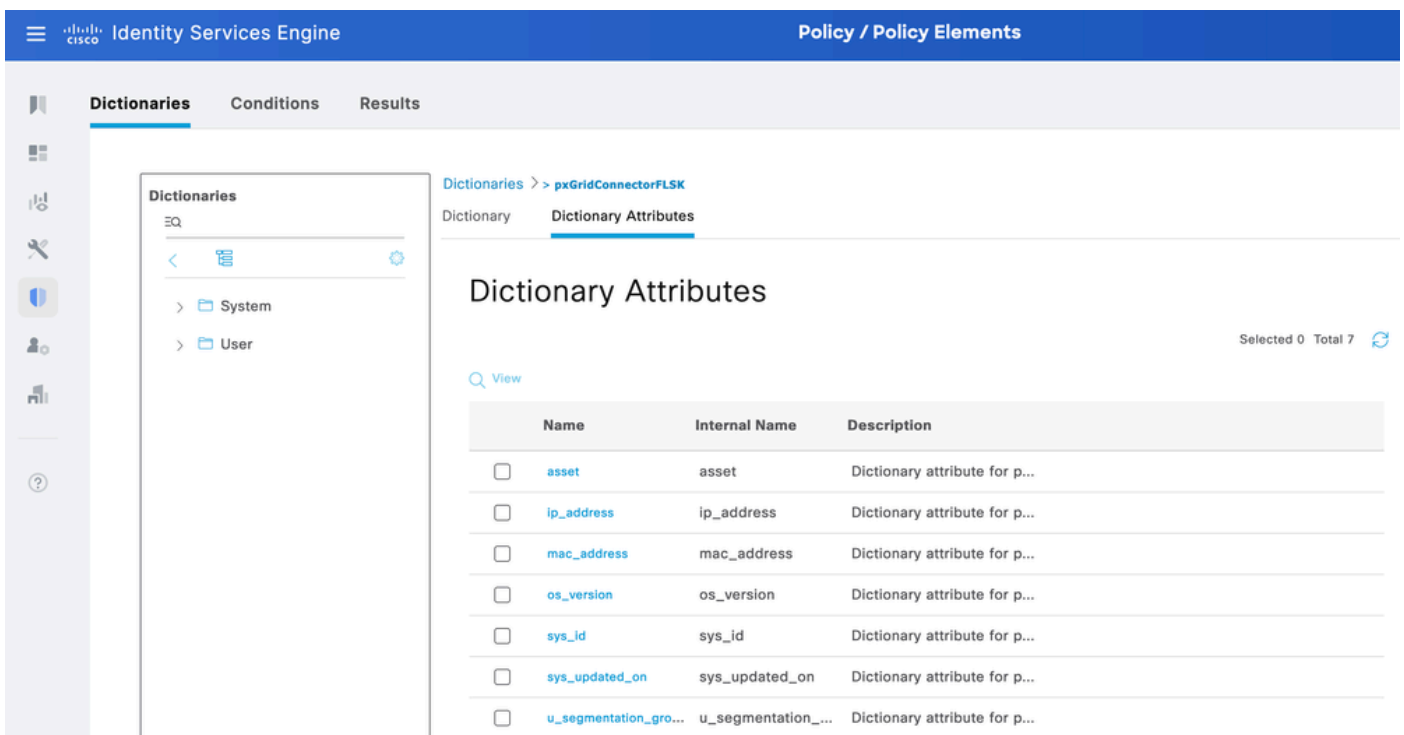 cisco Identity Services Engine
Policy / Policy Elements
Dictionaries Conditions Results
Dictionaries
Dictionaries > > pxGridConnectorFLSK
Dictionary Dictionary Attributes
System
User
Dictionary Attributes
Selected 0 Total 7
View
Name Internal Name Description
asset asset Dictionary attribute for p...
ip_address ip_address Dictionary attribute for p...
mac_address mac_address Dictionary attribute for p...
os_version os_version Dictionary attribute for p...
sys_id sys_id Dictionary attribute for p...
sys_updated_on sys_updated_on Dictionary attribute for p...
u_segmentation_gro... u_segmentation_... Dictionary attribute for p...